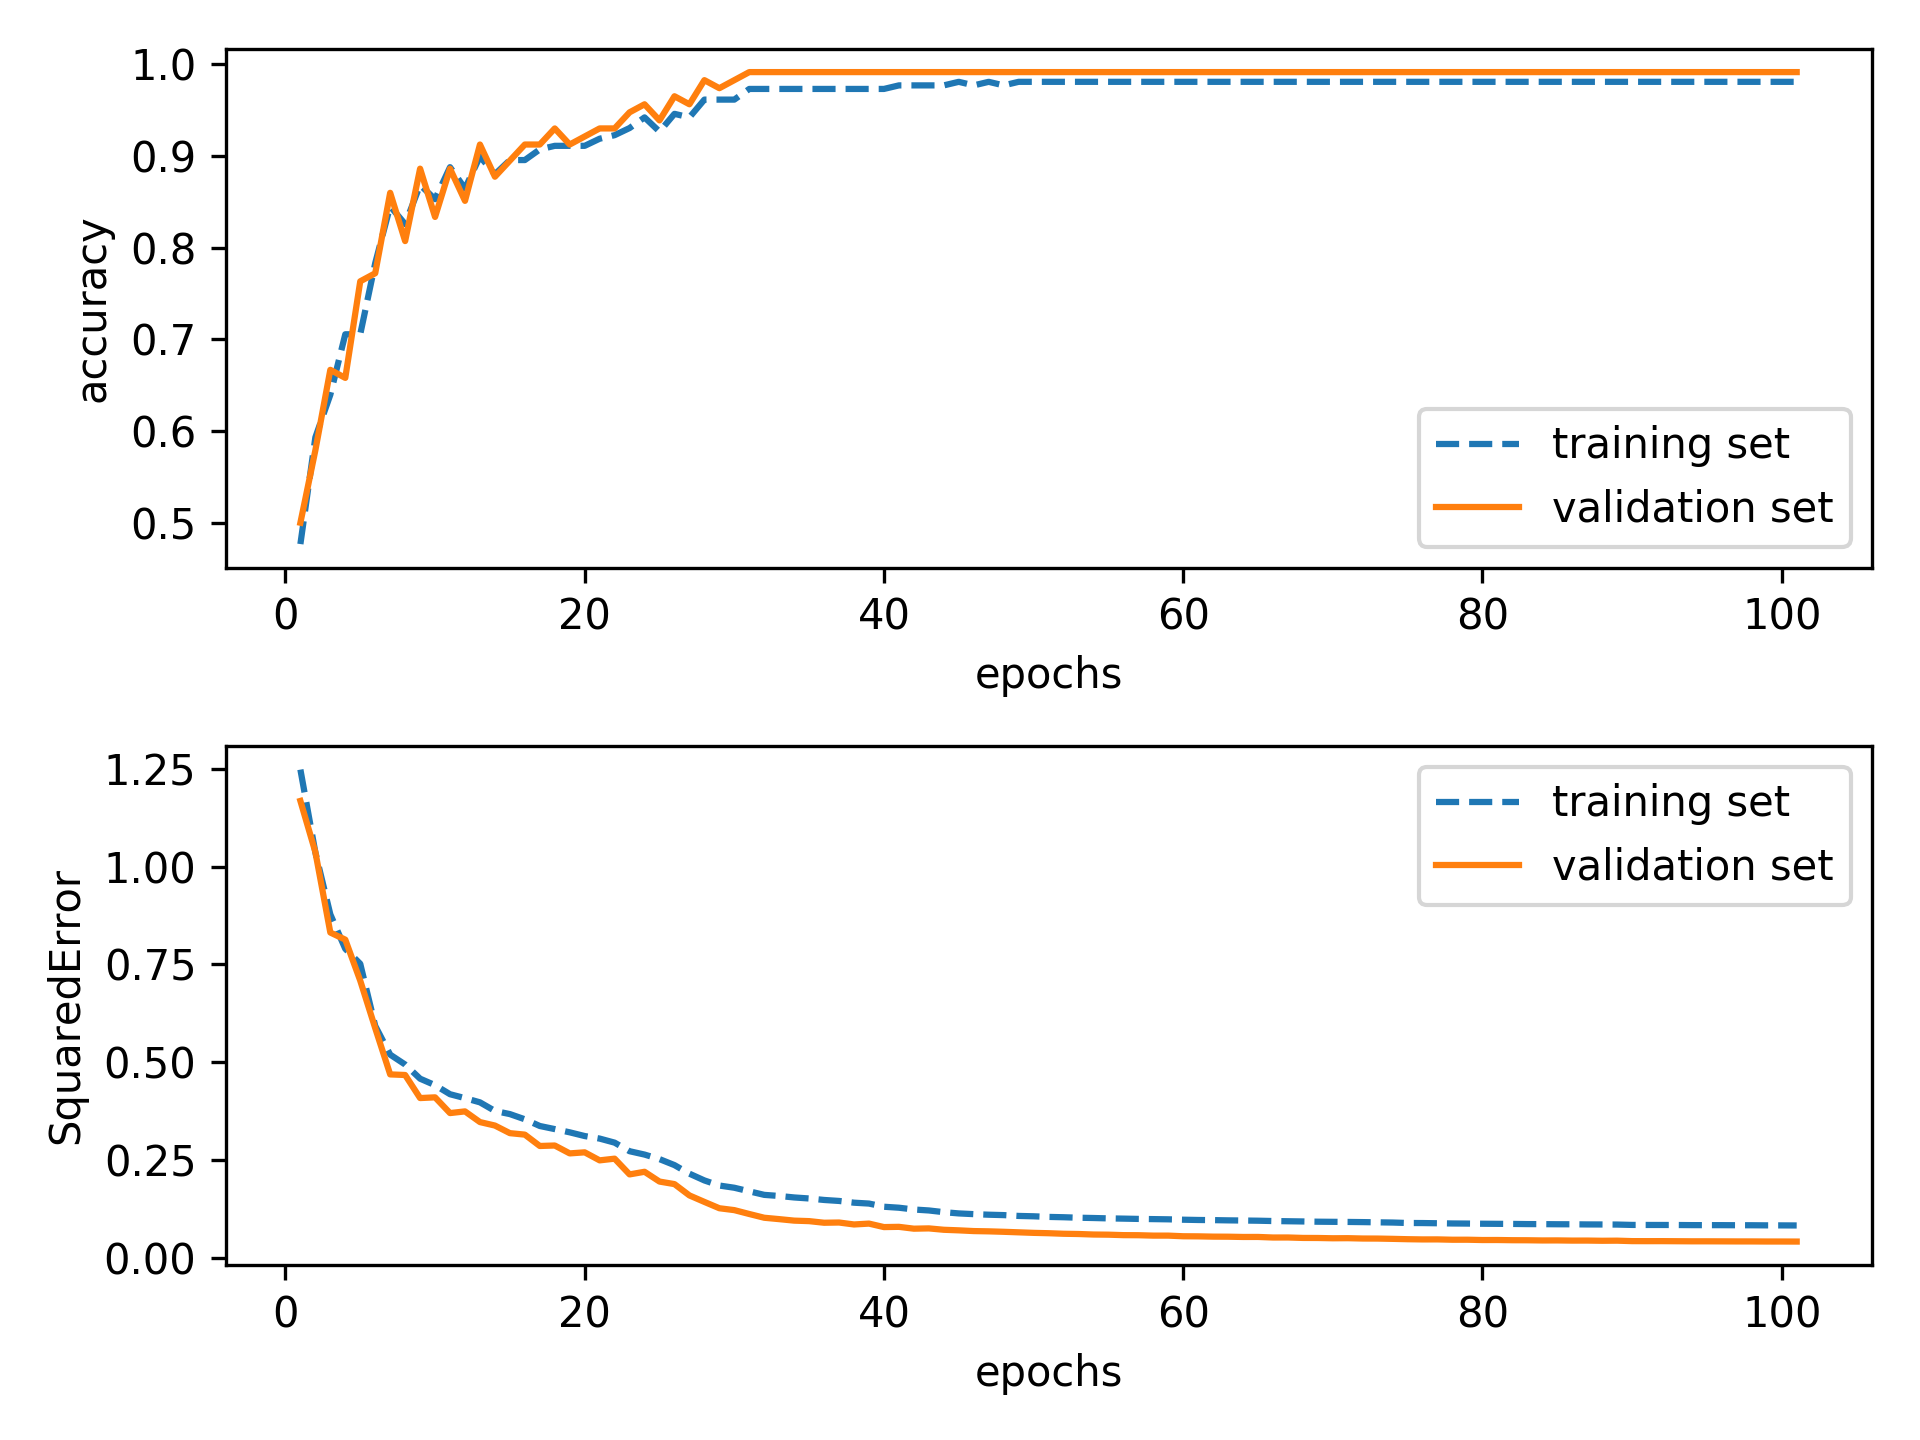 accuracy
1.0
0.9
0.8
0.7
0.6
0.5
training set
validation set
0 20 40 60 80 100
epochs
SquaredError
1.25
1.00
0.75
0.50
0.25
0.00
training set
validation set
0 20 40 60 80 100
epochs